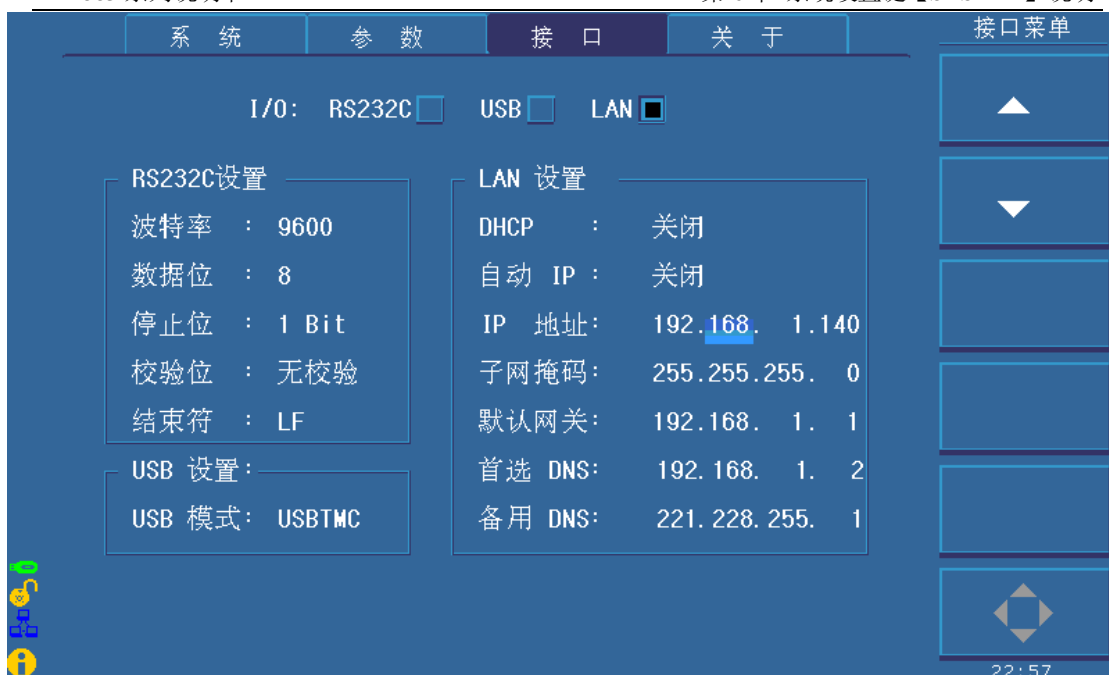 系 统 参 数 接 口 关 于 接口菜单
I/O: RS232C USB LAN
RS232C设置
波特率 : 9600
数据位 : 8
停止位 : 1 Bit
校验位 : 无校验
结束符 : LF
USB 设置:
USB 模式: USBTMC
LAN 设置
DHCP : 关闭
自动 IP : 关闭
IP 地址: 192.168. 1.140
子网掩码: 255.255.255. 0
默认网关: 192.168. 1. 1
首选 DNS: 192.168. 1. 2
备用 DNS: 221.228.255. 1
22:57